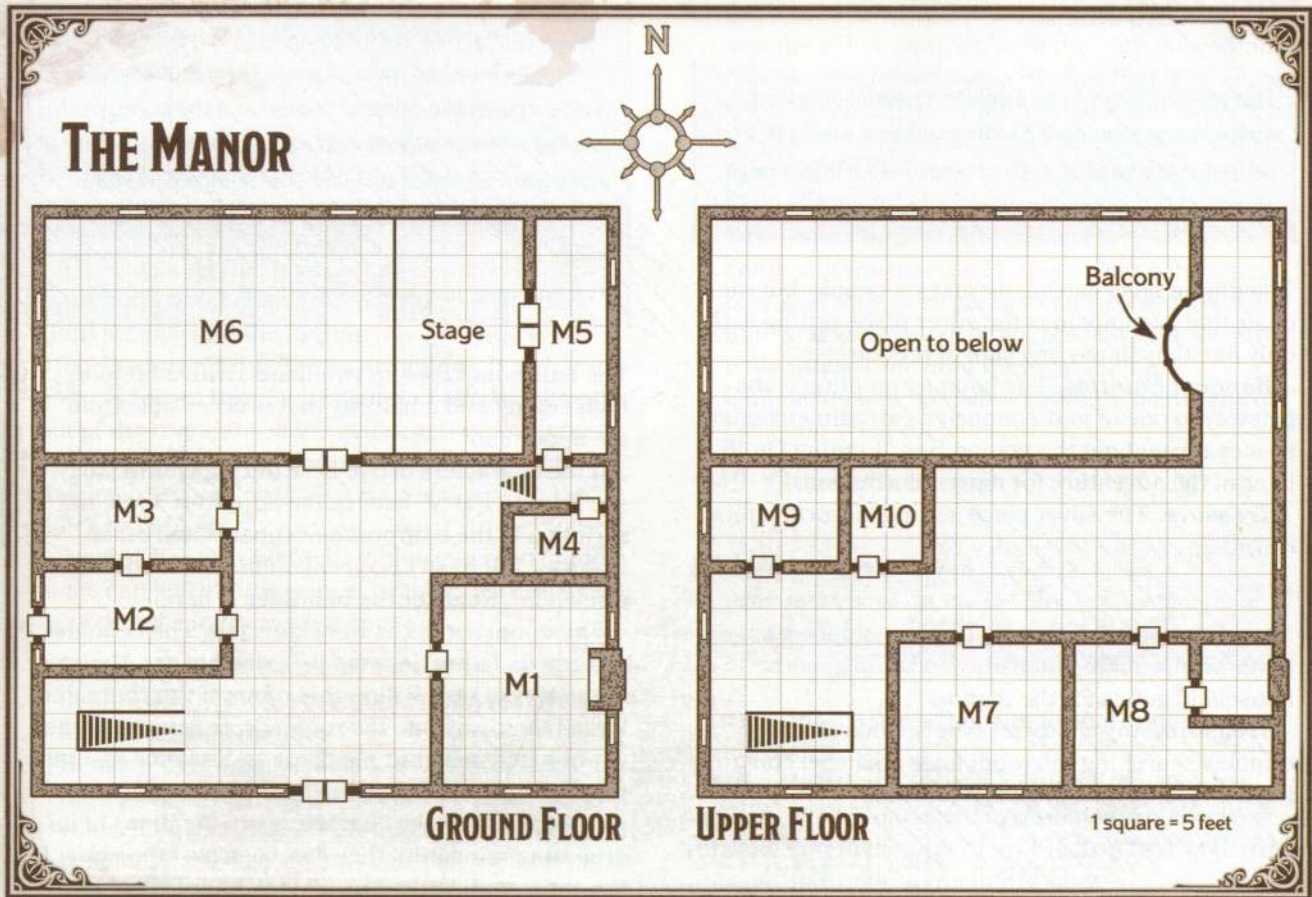 N
THE MANOR
M6
Stage
M5
M3
M4
M2
M1
GROUND FLOOR
Balcony
Open to below
M9
M10
M7
M8
UPPER FLOOR
1 square = 5 feet